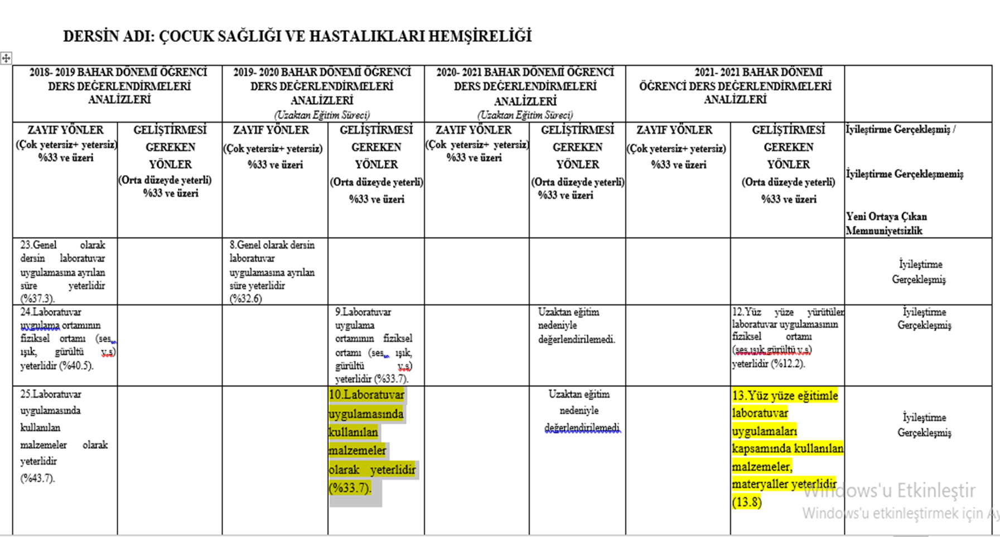 DERSİN ADI: ÇOCUK SAĞLIĞI VE HASTALIKLARI HEMŞİRELİĞİ
2018- 2019 BAHAR DÖNEMİ ÖĞRENCİ
DERS DEĞERLENDİRMELERİ
ANALİZLERİ
2019- 2020 BAHAR DÖNEMİ ÖĞRENCİ
DERS DEĞERLENDİRMELERİ
ANALİZLERİ
(Uzaktan Eğitim Süreci)
2020- 2021 BAHAR DÖNEMİ ÖĞRENCİ
DERS DEĞERLENDİRMELERİ
ANALİZLERİ
(Uzaktan Eğitim Süreci)
2021- 2021 BAHAR DÖNEMİ
ÖĞRENCİ DERS DEĞERLENDİRMELERİ
ANALİZLERİ
ZAYIF YÖNLER
(Çok yetersiz+ yetersiz)
%33 ve üzeri
GELİŞTİRMESİ
GEREKEN
YÖNLER
(Orta düzeyde yeterli)
%33 ve üzeri
ZAYIF YÖNLER
(Çok yetersiz+ yetersiz)
%33 ve üzeri
GELİŞTİRMESİ
GEREKEN
YÖNLER
(Orta düzeyde yeterli)
%33 ve üzeri
ZAYIF YÖNLER
(Çok yetersiz+ yetersiz)
%33 ve üzeri
GELİŞTİRMESİ
GEREKEN
YÖNLER
(Orta düzeyde yeterli)
%33 ve üzeri
ZAYIF YÖNLER
(Çok yetersiz+ yetersiz)
%33 ve üzeri
GELİŞTİRMESİ
GEREKEN
YÖNLER
(Orta düzeyde yeterli)
%33 ve üzeri
İyileştirme Gerçekleşmiş /
İyileştirme Gerçekleşmemiş
Yeni Ortaya Çıkan
Memnuniyetsizlik
23.Genel olarak
dersin laboratuvar
uygulamasına ayrılan
süre yeterlidir
(%37.3).
8.Genel olarak dersin
laboratuvar
uygulamasına ayrılan
süre yeterlidir
(%32.6)
İyileştirme
Gerçekleşmiş
24.Laboratuvar
uygulama ortamının
fiziksel ortamı (ses,
ışık, gürültü v.s)
yeterlidir (%40.5).
9.Laboratuvar
uygulama
ortamının fiziksel
ortamı (ses, ışık,
gürültü v.s)
yeterlidir (%33.7).
Uzaktan eğitim
nedeniyle
değerlendirilemedi.
12.Yüz yüze yürütülen
laboratuvar uygulamasının
fiziksel ortamı
(ses,ışık,gürültü v.s)
yeterlidir (%12.2).
İyileştirme
Gerçekleşmiş
25.Laboratuvar
uygulamasında
kullanılan
malzemeler olarak
yeterlidir
(%43.7).
10.Laboratuvar
uygulamasında
kullanılan
malzemeler
olarak yeterlidir
(%33.7).
Uzaktan eğitim
nedeniyle
değerlendirilemedi
13.Yüz yüze eğitimle
laboratuvar
uygulamaları
kapsamında kullanılan
malzemeler,
materyaller yeterlidir
(13.8)
İyileştirme
Gerçekleşmiş
Windows'u Etkinleştir
Windows'u etkinleştirmek için Ay